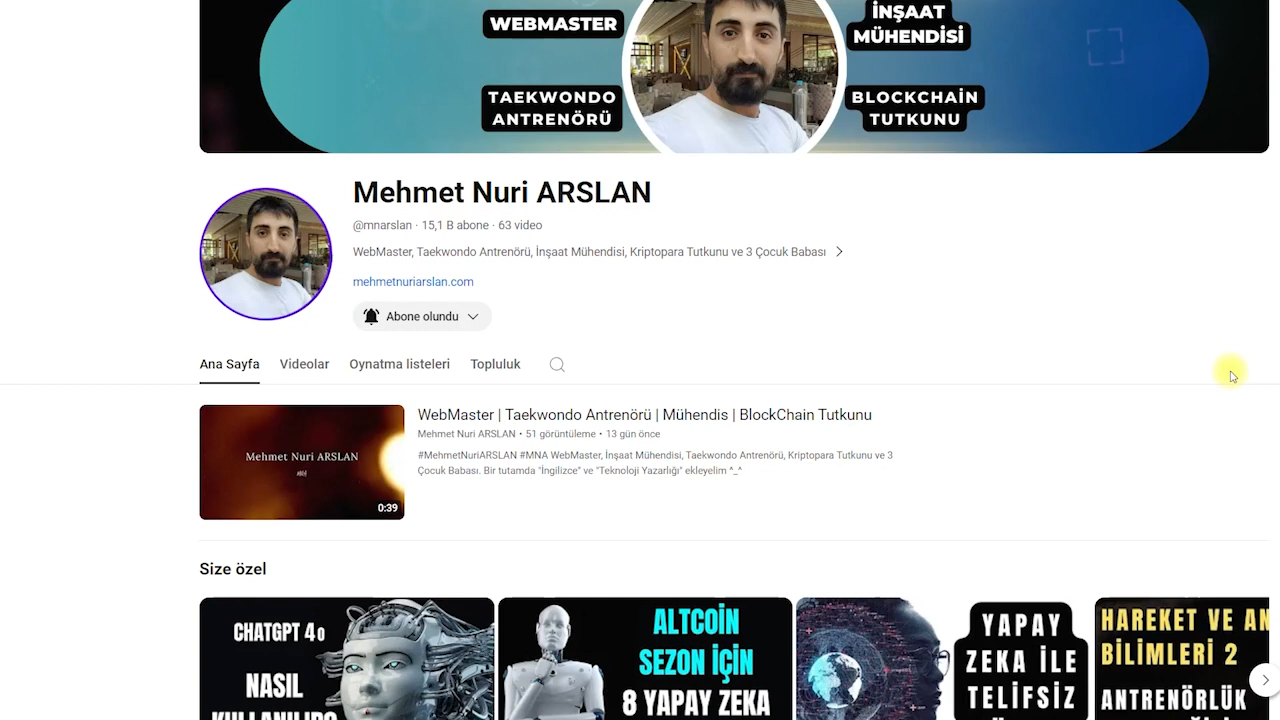 WEBMASTER
İNŞAAT
MÜHENDİSİ
TAEKWONDO
ANTRENÖRÜ
BLOCKCHAİN
TUTKUNU
Mehmet Nuri ARSLAN
@mnarslan · 15,1 B abone · 63 video
WebMaster, Taekwondo Antrenörü, İnşaat Mühendisi, Kriptopara Tutkunu ve 3 Çocuk Babası
mehmetnuriarslan.com
Abone olundu
Ana Sayfa Videolar Oynatma listeleri Topluluk
Mehmet Nuri ARSLAN
0:39
WebMaster | Taekwondo Antrenörü | Mühendis | BlockChain Tutkunu
Mehmet Nuri ARSLAN • 51 görüntüleme • 13 gün önce
#MehmetNuriARSLAN #MNA WebMaster, İnşaat Mühendisi, Taekwondo Antrenörü, Kriptopara Tutkunu ve 3
Çocuk Babası. Bir tutamda "İngilizce" ve "Teknoloji Yazarlığı" ekleyelim ^_^
Size özel
CHATGPT 4o
NASIL
ALTCOİN
SEZON İÇİN
8 YAPAY ZEKA
YAPAY
ZEKA İLE
TELİFSİZ
HAREKET VE AN
BİLİMLERİ 2
ANTRENÖRLÜK